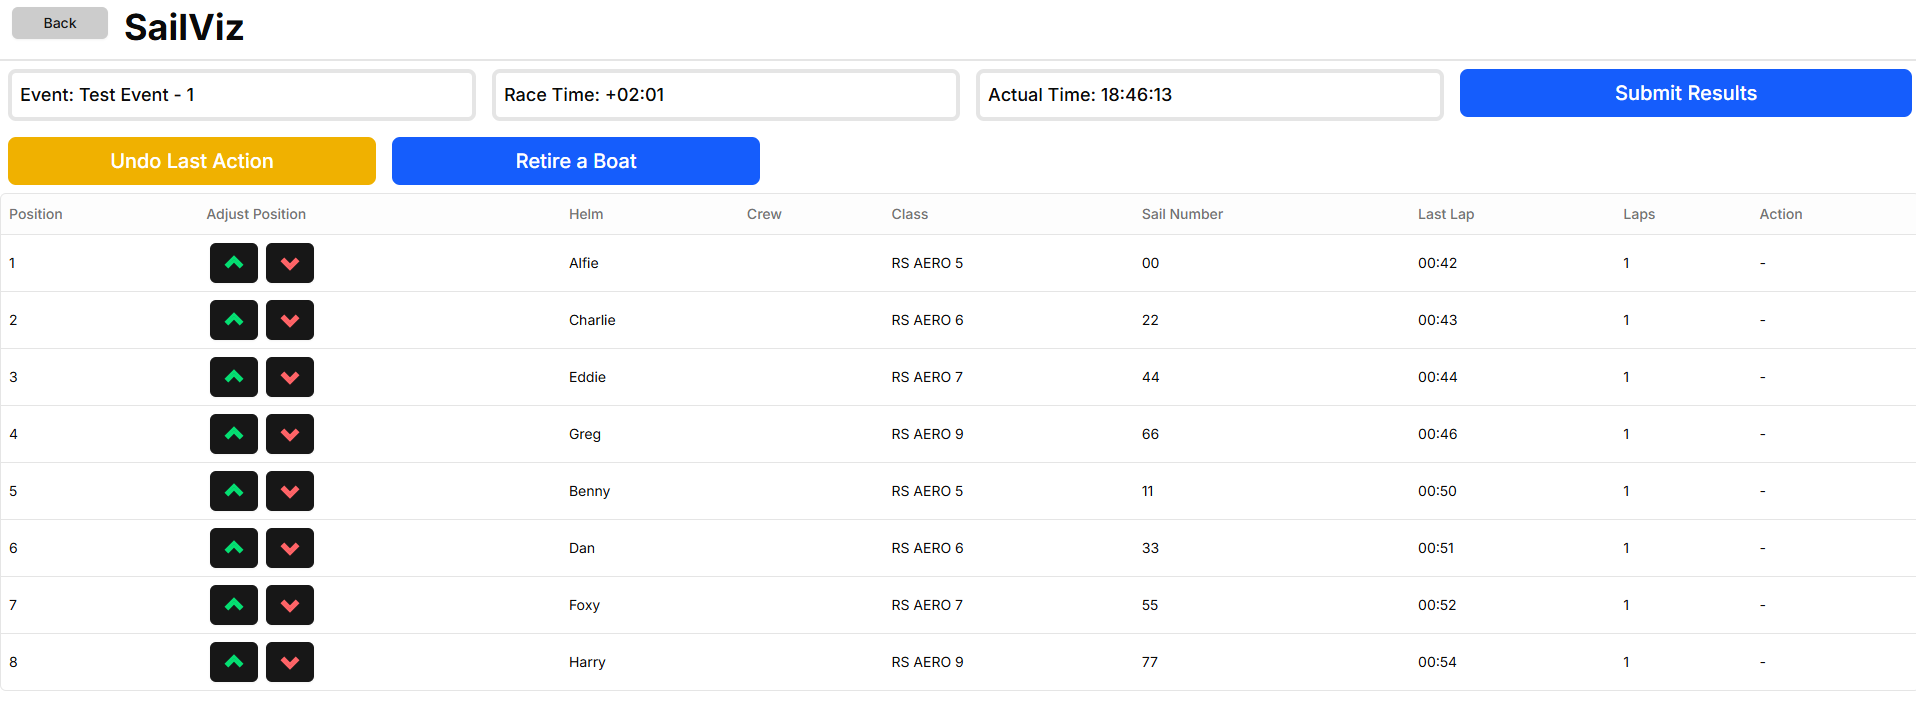 Back SailViz
Event: Test Event - 1 Race Time: +02:01 Actual Time: 18:46:13 Submit Results
Undo Last Action Retire a Boat
Position Adjust Position Helm Crew Class Sail Number Last Lap Laps Action
1 Alfie RS AERO 5 00 00:42 1 -
2 Charlie RS AERO 6 22 00:43 1 -
3 Eddie RS AERO 7 44 00:44 1 -
4 Greg RS AERO 9 66 00:46 1 -
5 Benny RS AERO 5 11 00:50 1 -
6 Dan RS AERO 6 33 00:51 1 -
7 Foxy RS AERO 7 55 00:52 1 -
8 Harry RS AERO 9 77 00:54 1 -